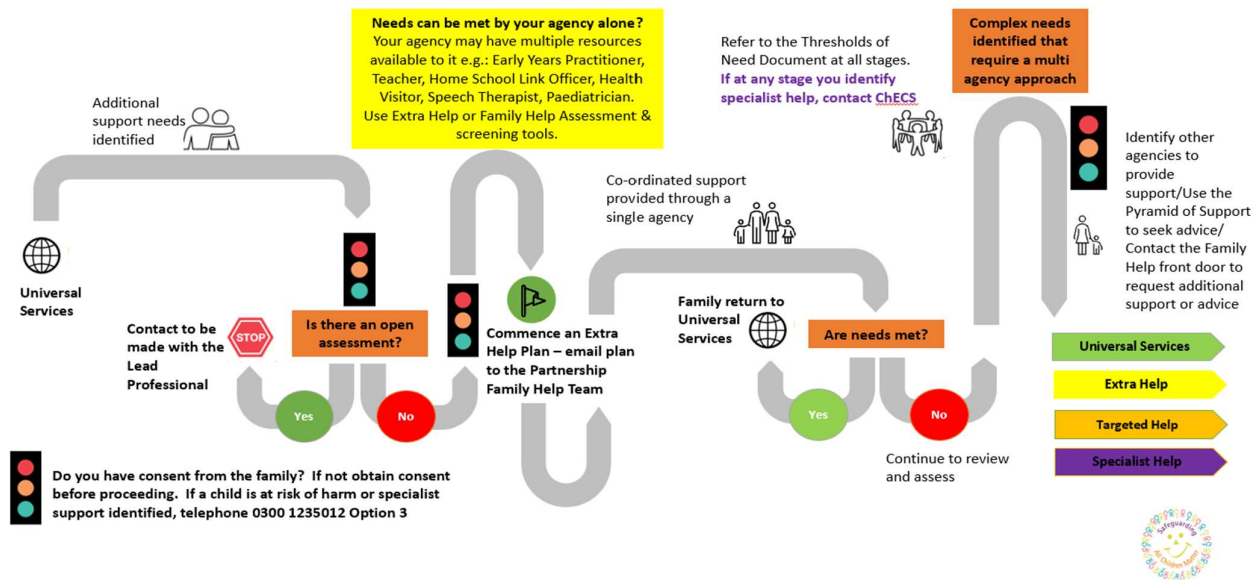 Additional
support needs
identified
Universal
Services
Contact to be
made with the
Lead
Professional
STOP
Is there an open
assessment?
Yes
No
Needs can be met by your agency alone?
Your agency may have multiple resources
available to it e.g.: Early Years Practitioner,
Teacher, Home School Link Officer, Health
Visitor, Speech Therapist, Paediatrician.
Use Extra Help or Family Help Assessment &
screening tools.
Commence an Extra
Help Plan – email plan
to the Partnership
Family Help Team
Co-ordinated support
provided through a
single agency
Refer to the Thresholds of
Need Document at all stages.
If at any stage you identify
specialist help, contact ChECS
Family return to
Universal
Services
Are needs met?
Yes
No
Continue to review
and assess
Complex needs
identified that
require a multi
agency approach
Identify other
agencies to
provide
support/Use the
Pyramid of Support
to seek advice/
Contact the Family
Help front door to
request additional
support or advice
Universal Services
Extra Help
Targeted Help
Specialist Help
Do you have consent from the family? If not obtain consent
before proceeding. If a child is at risk of harm or specialist
support identified, telephone 0300 1235012 Option 3
Safeguarding
All Children Matter